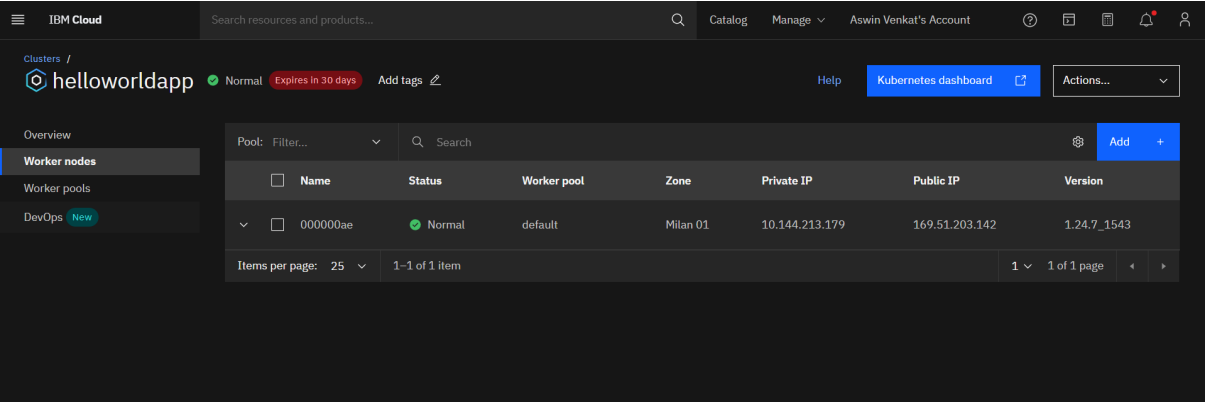 IBM Cloud Search resources and products... Catalog Manage Aswin Venkat's Account
Clusters /
helloworldapp Normal Expires in 30 days Add tags Help Kubernetes dashboard Actions...
Overview
Worker nodes
Worker pools
DevOps New
Pool: Filter... Search Add +
Name Status Worker pool Zone Private IP Public IP Version
000000ae Normal default Milan 01 10.144.213.179 169.51.203.142 1.24.7_1543
Items per page: 25 1–1 of 1 item 1 1 of 1 page